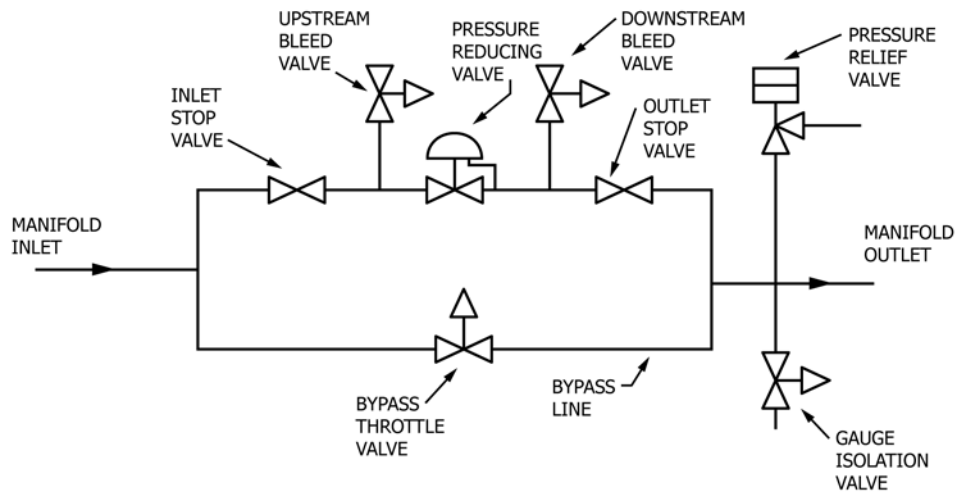 UPSTREAM
BLEED
VALVE
PRESSURE
REDUCING
VALVE
DOWNSTREAM
BLEED
VALVE
PRESSURE
RELIEF
VALVE
INLET
STOP
VALVE
OUTLET
STOP
VALVE
MANIFOLD
INLET
MANIFOLD
OUTLET
BYPASS
THROTTLE
VALVE
BYPASS
LINE
GAUGE
ISOLATION
VALVE